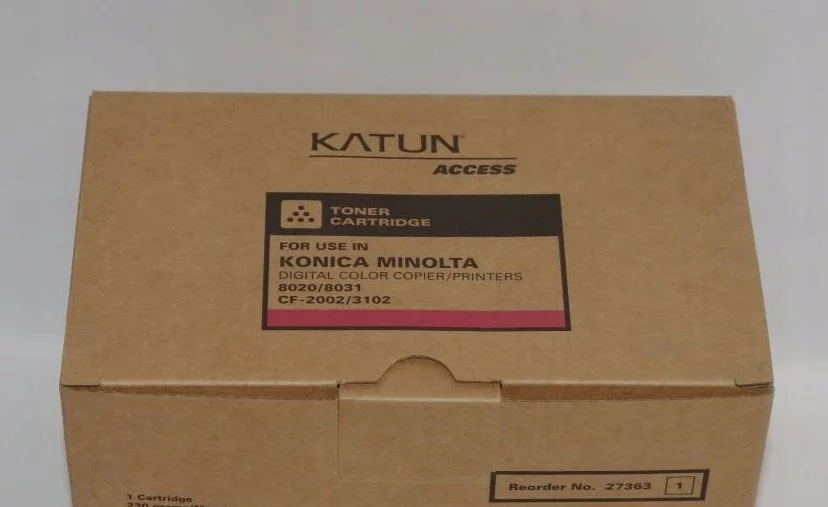 KATUN
ACCESS
TONER
CARTRIDGE
FOR USE IN
KONICA MINOLTA
DIGITAL COLOR COPIER/PRINTERS
8020/8031
CF-2002/3102
Reorder No. 27363 1
1 Cartridge